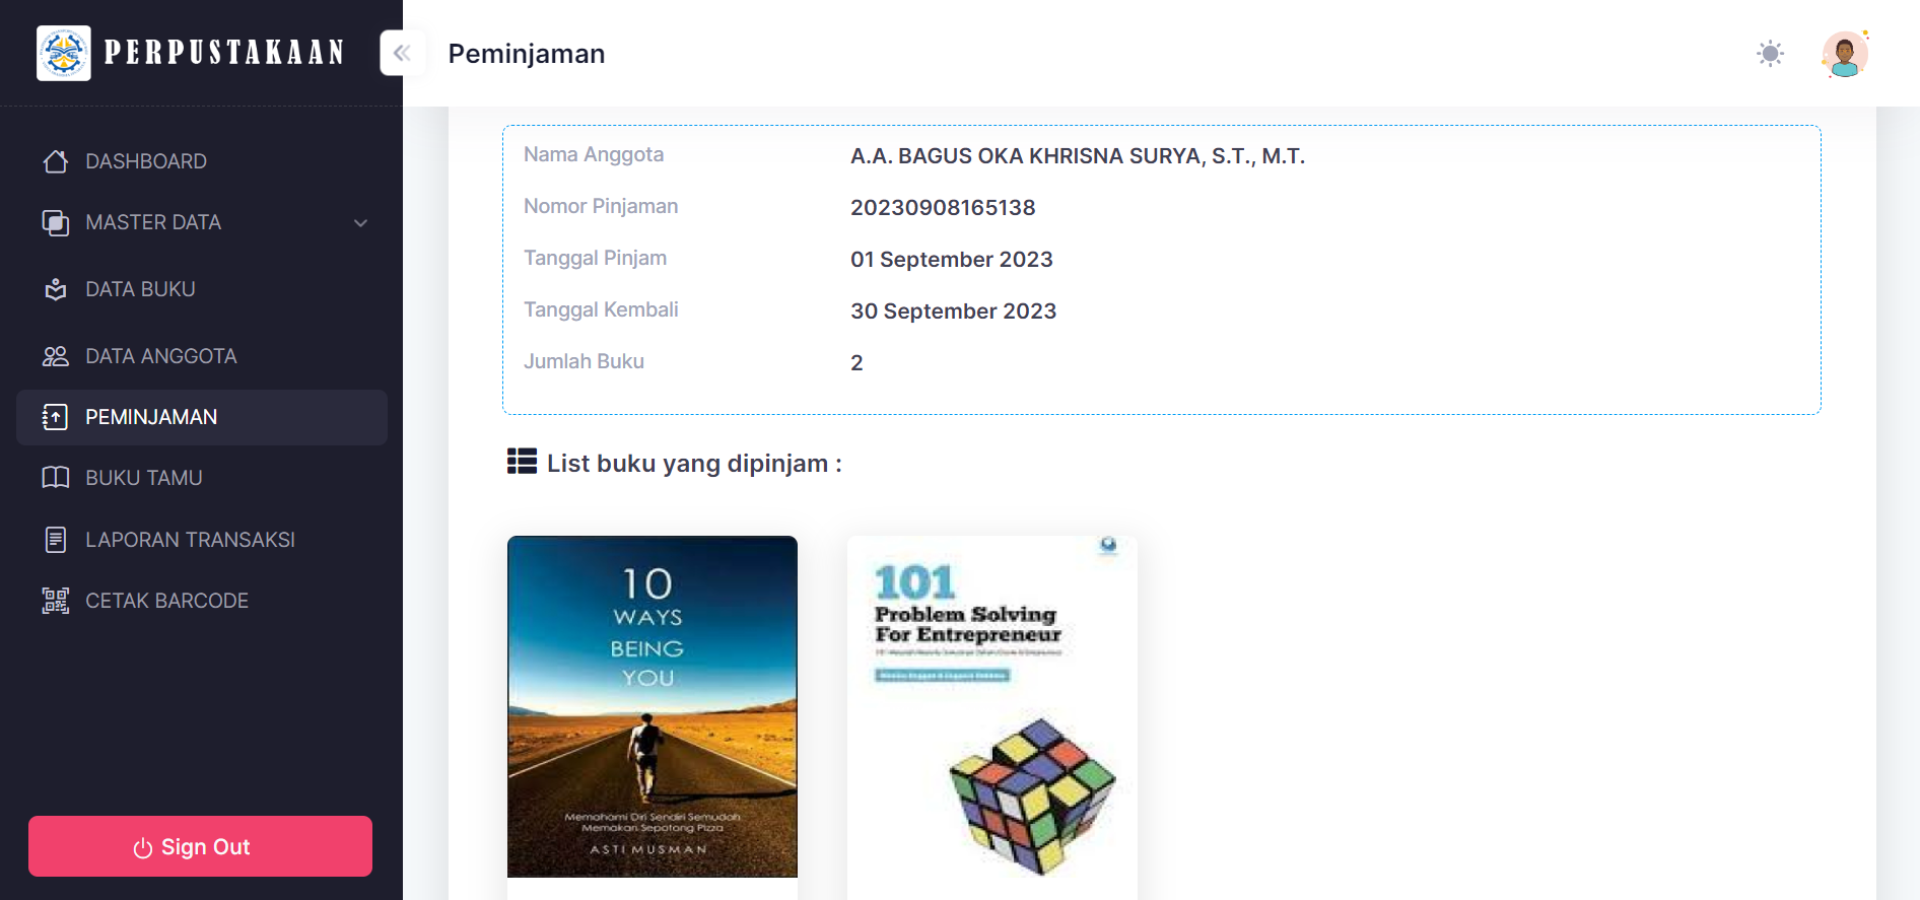 PERPUSTAKAAN
Peminjaman
DASHBOARD
MASTER DATA
DATA BUKU
DATA ANGGOTA
PEMINJAMAN
BUKU TAMU
LAPORAN TRANSAKSI
CETAK BARCODE
Sign Out
Nama Anggota A.A. BAGUS OKA KHRISNA SURYA, S.T., M.T.
Nomor Pinjaman 20230908165138
Tanggal Pinjam 01 September 2023
Tanggal Kembali 30 September 2023
Jumlah Buku 2
List buku yang dipinjam :
10
WAYS
BEING
YOU
Memahami Diri Sendiri Semudah
Memakan Sepotong Pizza
ASTI MUSMAN
101
Problem Solving
For Entrepreneur